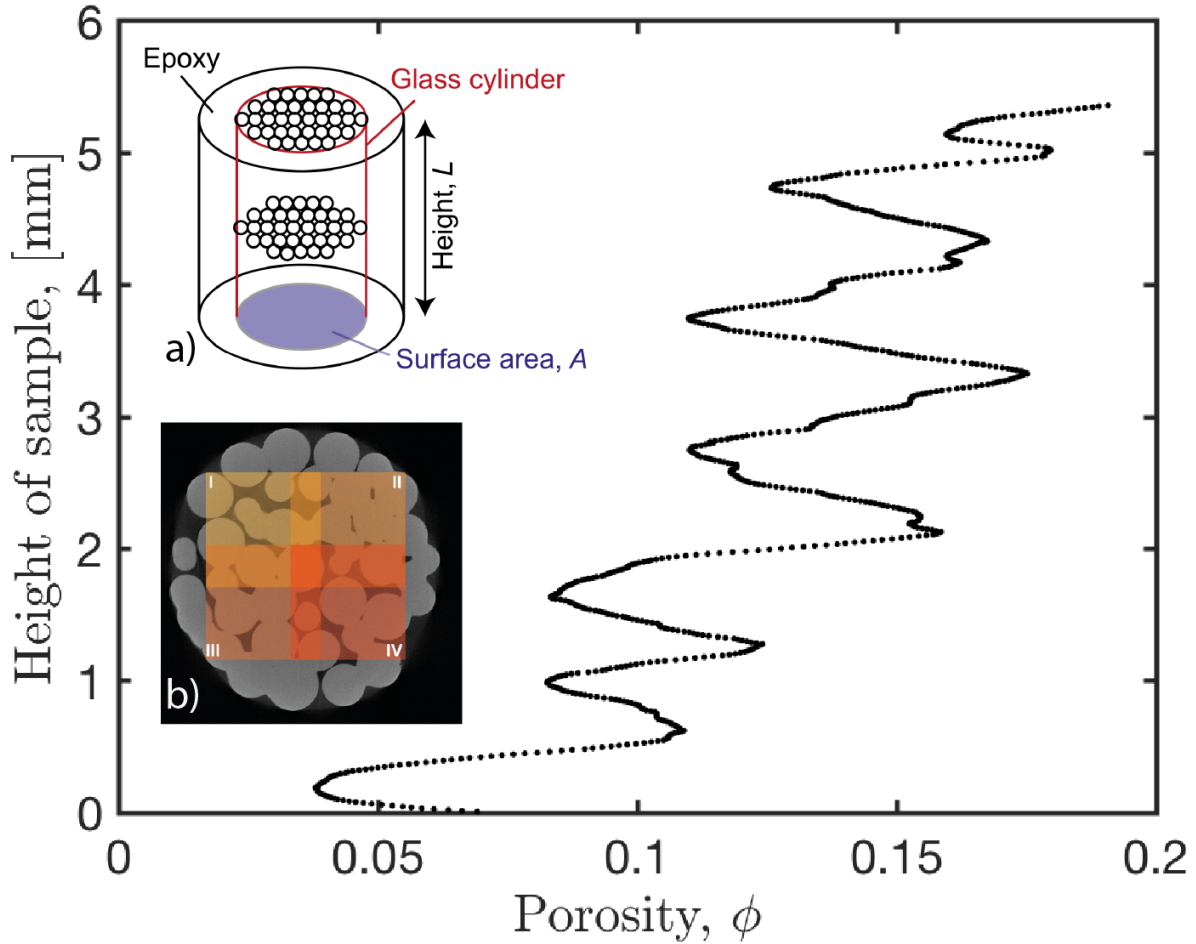 6
5
4
3
2
1
0
Height of sample, [mm]
Epoxy
Glass cylinder
Height, L
a)
Surface area, A
I
II
III
IV
b)
0
0.05
0.1
0.15
0.2
Porosity, ϕ